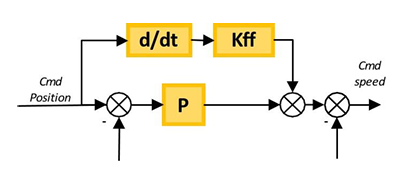 d/dt
Kff
Cmd
Position
Cmd
speed
P
-
-